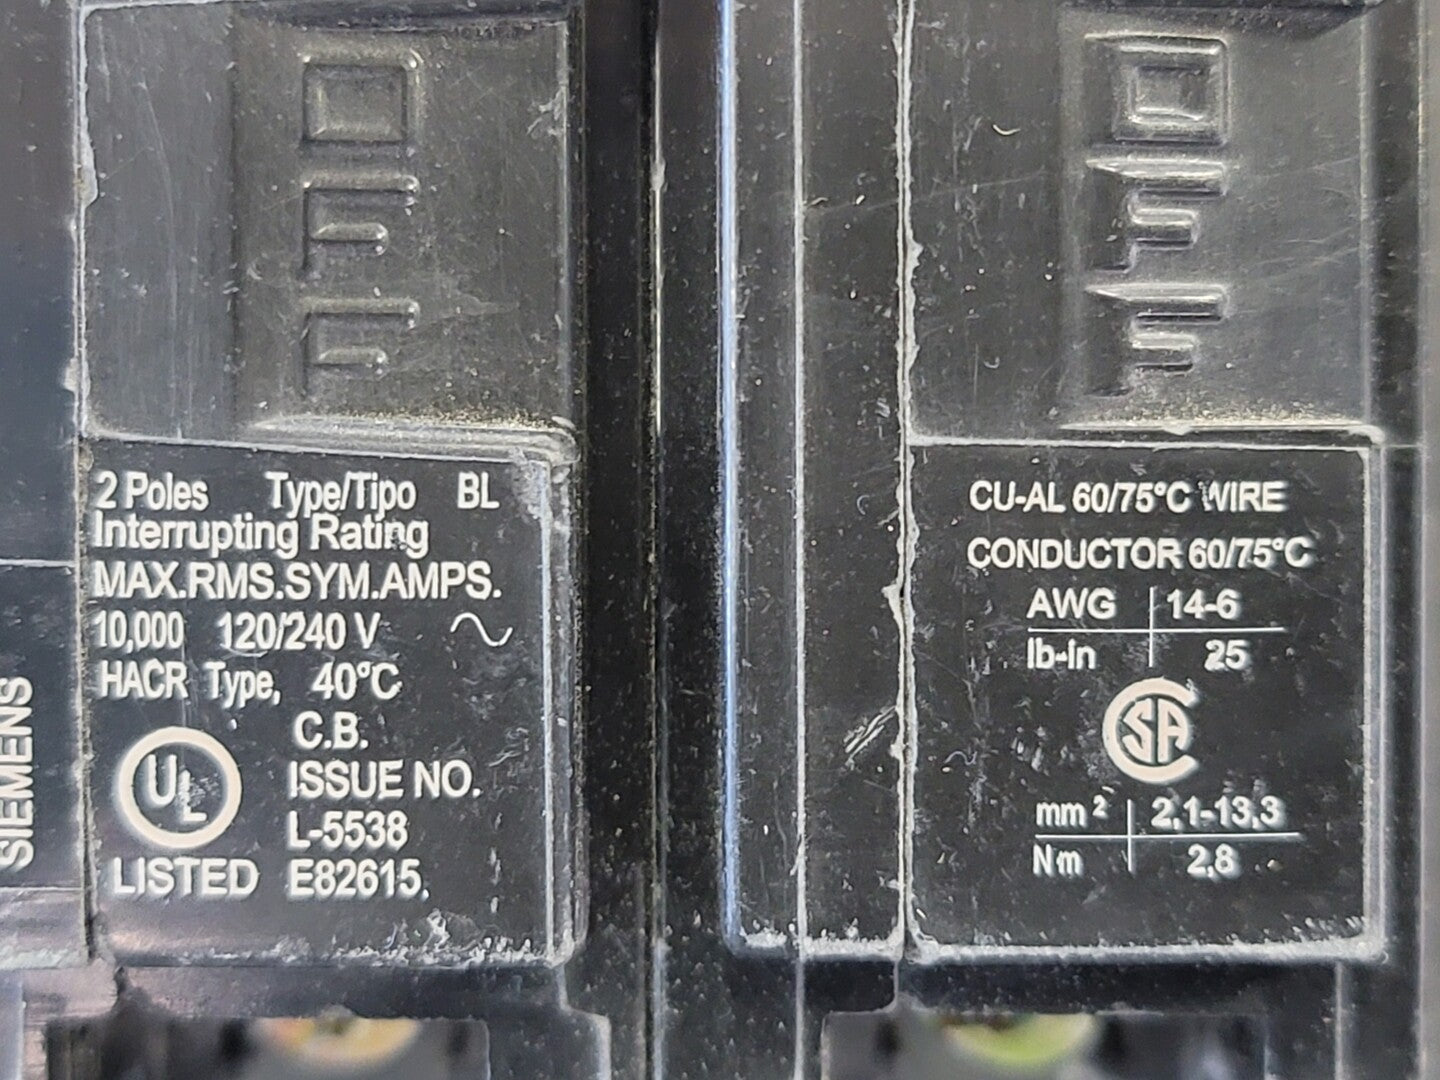 OFF
OFF
SIEMENS
2 Poles Type/Tipo BL
Interrupting Rating
MAX.RMS.SYM.AMPS.
10,000 120/240 V ~
HACR Type, 40°C
C.B.
UL
ISSUE NO.
L-5538
LISTED E82615.
CU-AL 60/75°C WIRE
CONDUCTOR 60/75°C
AWG 14-6
lb-in 25
CSA
mm² 2,1-13,3
Nm 2,8